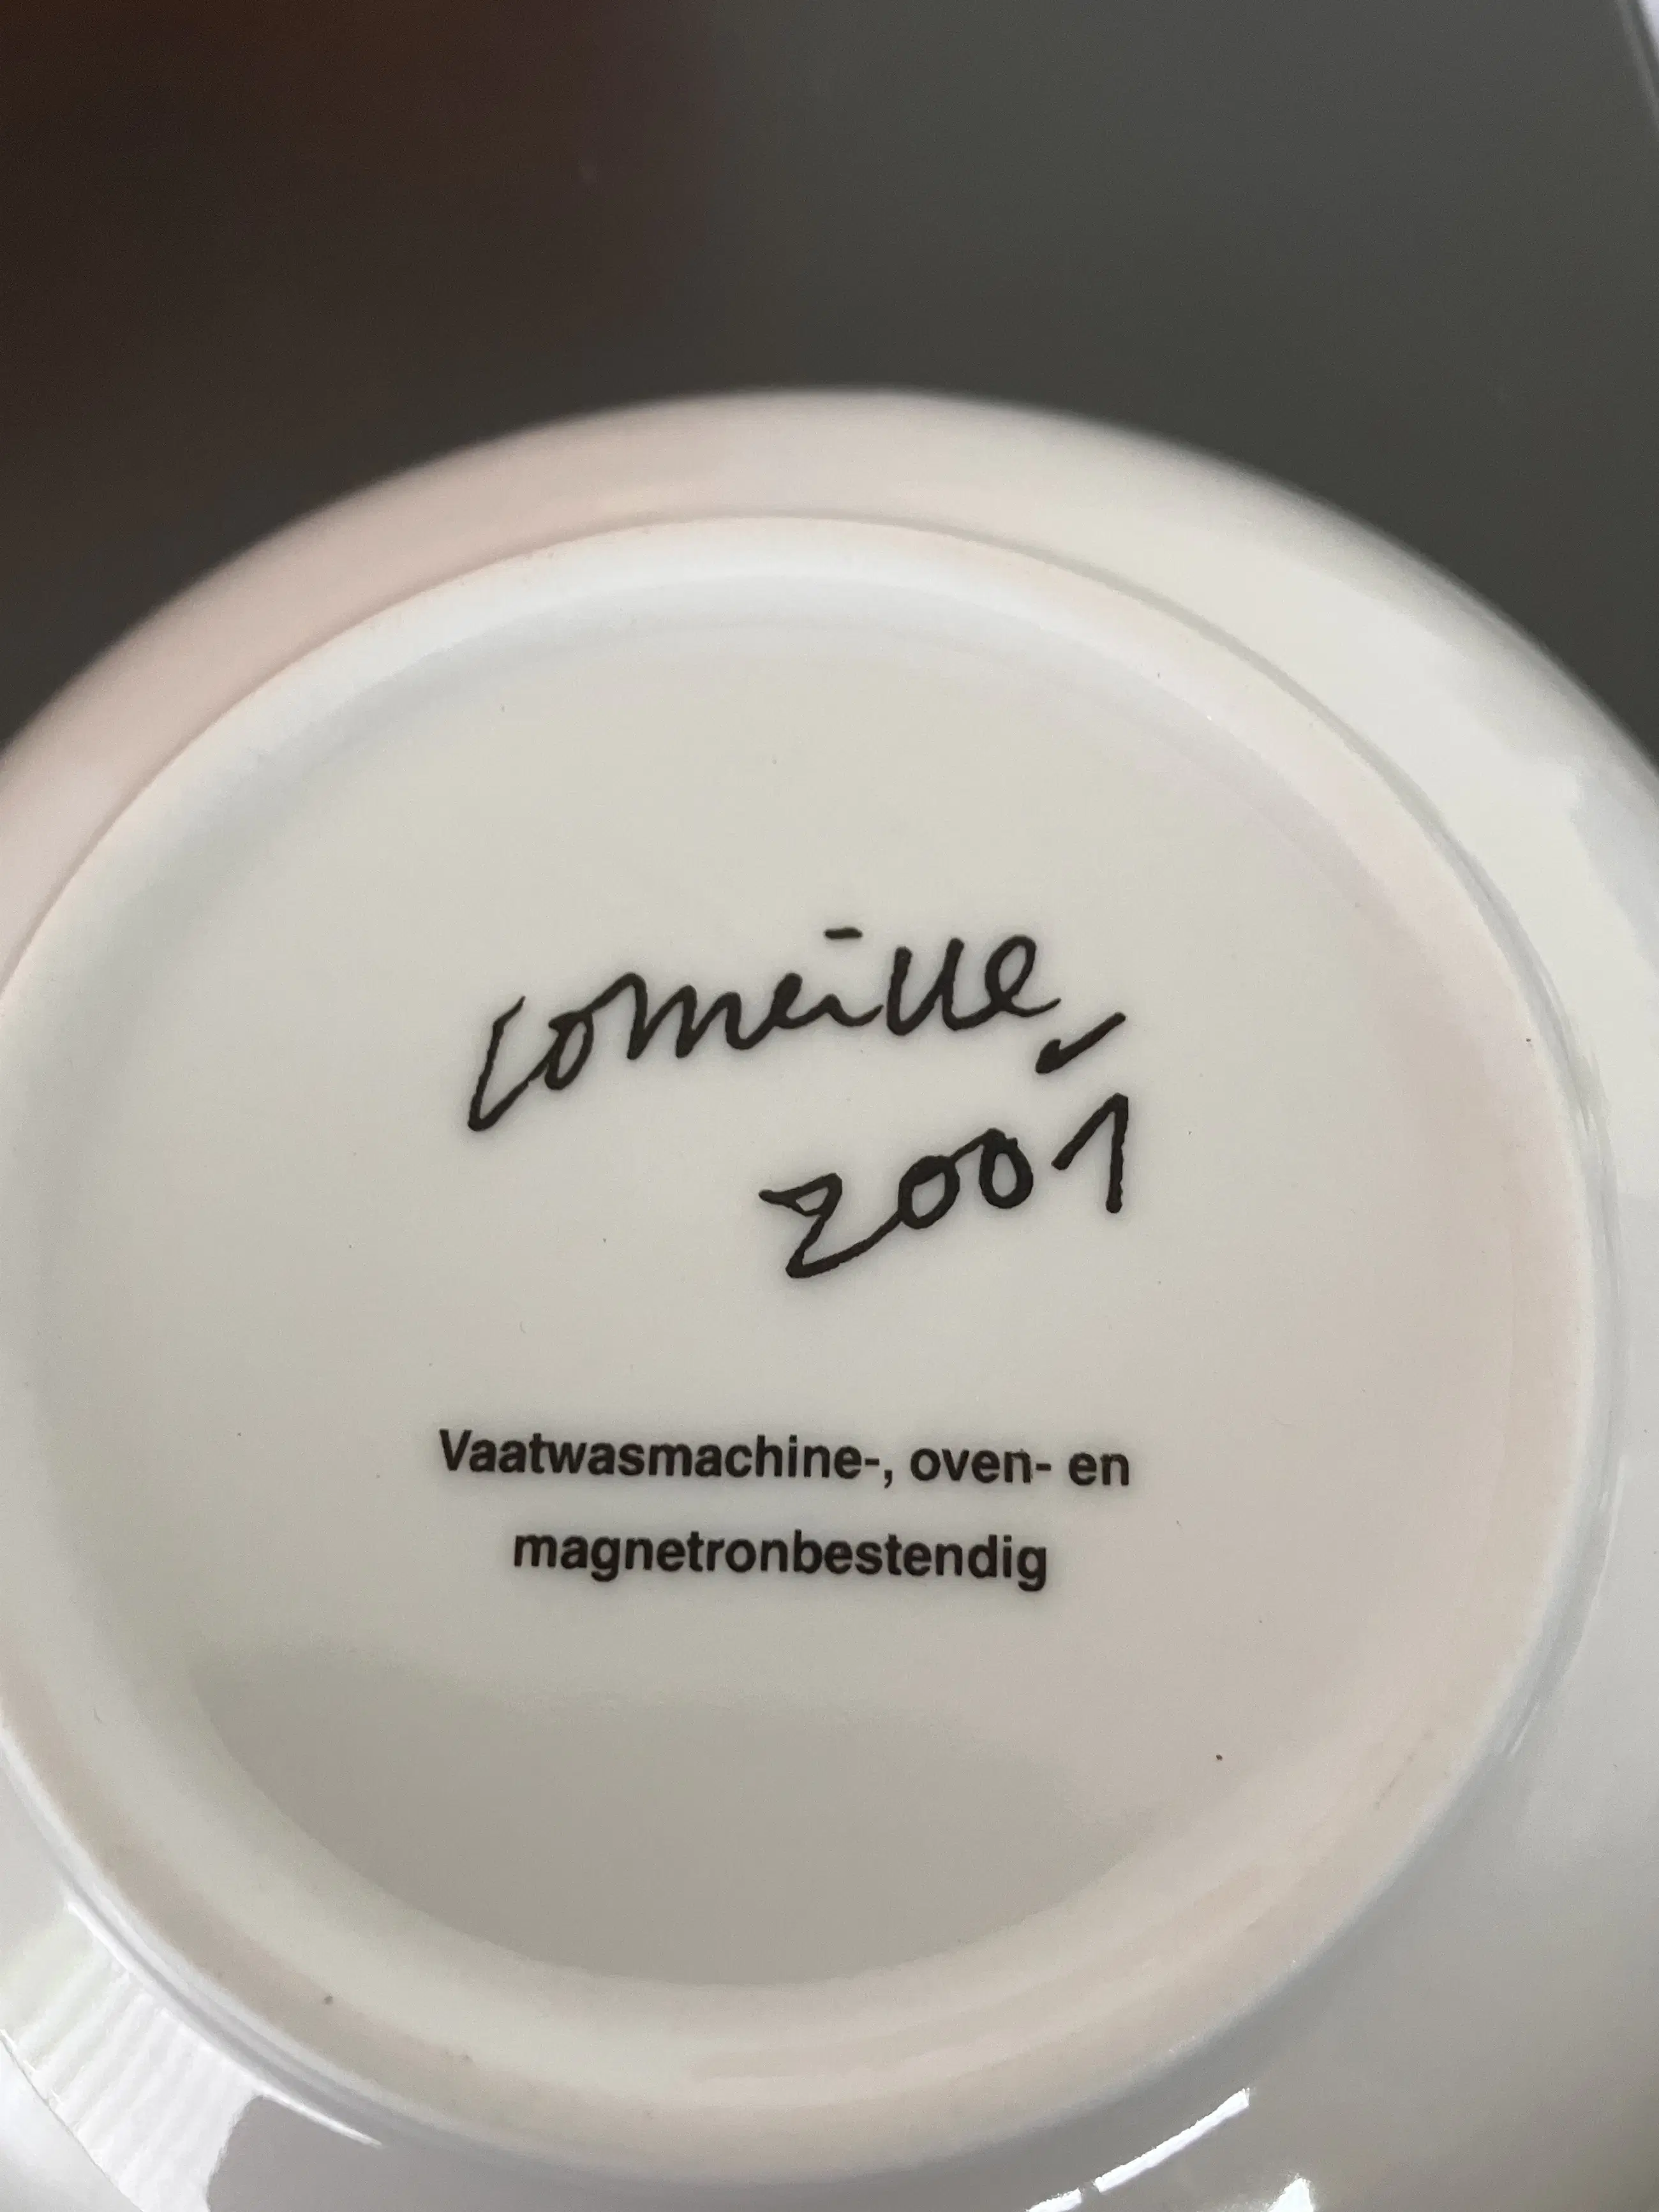 Corneille
2001
Vaatwasmachine-, oven- en
magnetronbestendig